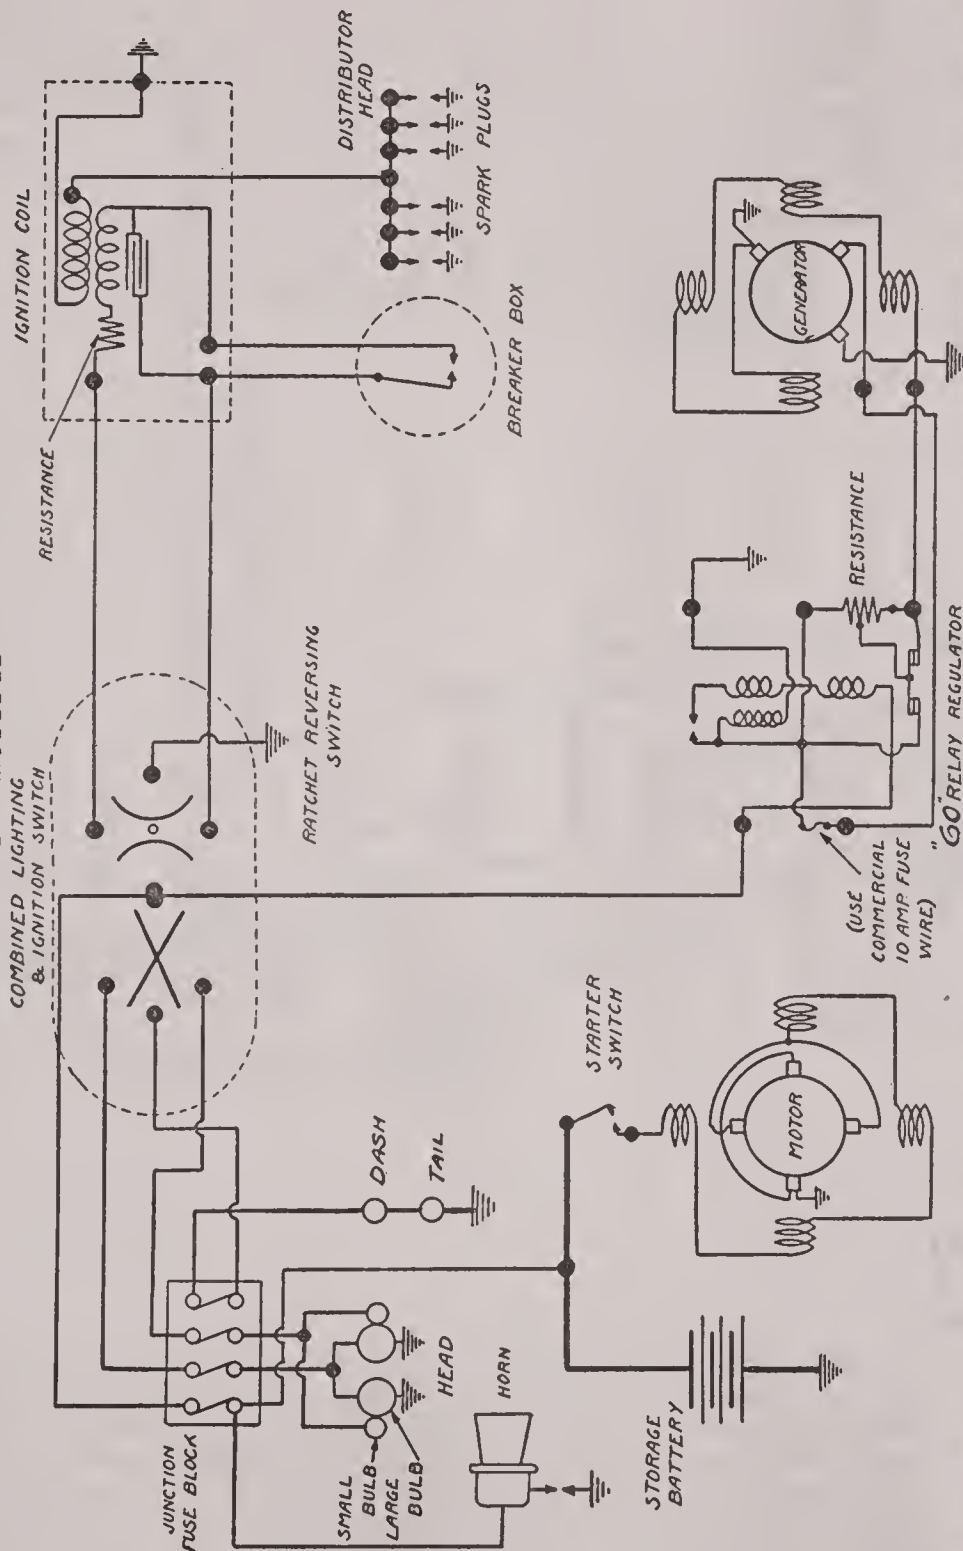 COMBINED LIGHTING
& IGNITION SWITCH
IGNITION COIL
RESISTANCE
JUNCTION
FUSE BLOCK
RATCHET REVERSING
SWITCH
DISTRIBUTOR
HEAD
SPARK PLUGS
BREAKER BOX
SMALL
BULB
LARGE
BULB
HEAD
DASH
TAIL
HORN
STORAGE
BATTERY
STARTER
SWITCH
MOTOR
(USE
COMMERCIAL
10 AMP. FUSE
WIRE)
"GO" RELAY REGULATOR
RESISTANCE
GENERATOR